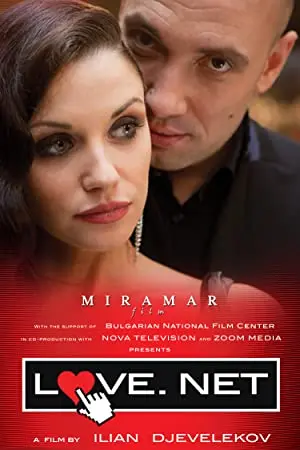 MIRAMAR
film
WITH THE SUPPORT OF BULGARIAN NATIONAL FILM CENTER
IN CO-PRODUCTION WITH NOVA TELEVISION AND ZOOM MEDIA
PRESENTS
LOVE. NET
A FILM BY ILIAN DJEVELEKOV